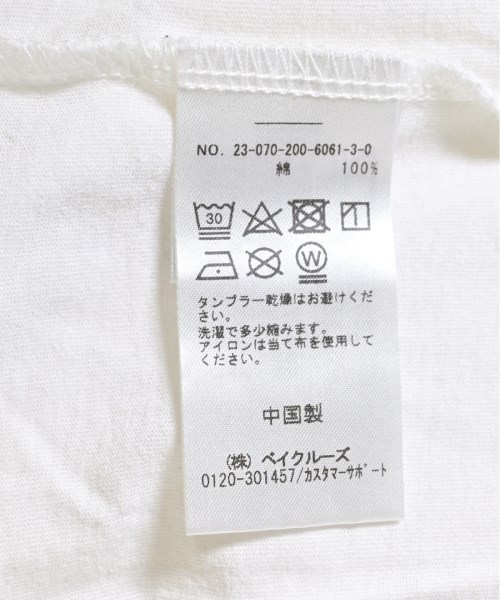 NO. 23-070-200-6061-3-0
綿 100%
30
W
タンブラー乾燥はお避けくだ
さい。
洗濯で多少縮みます。
アイロンは当て布を使用して
ください。
中国製
(株) ベイクルーズ
0120-301457/カスタマーサポート